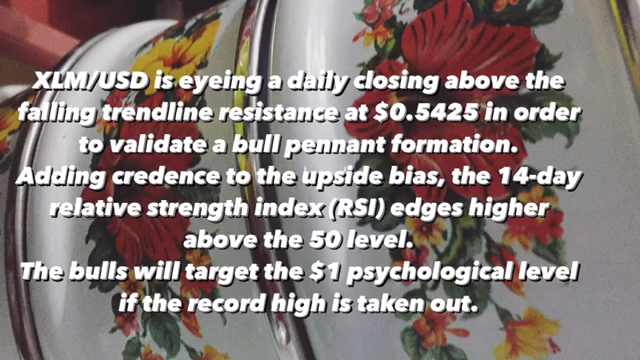 XLM/USD is eyeing a daily closing above the
falling trendline resistance at $0.5425 in order
to validate a bull pennant formation.
Adding credence to the upside bias, the 14-day
relative strength index (RSI) edges higher
above the 50 level.
The bulls will target the $1 psychological level
if the record high is taken out.